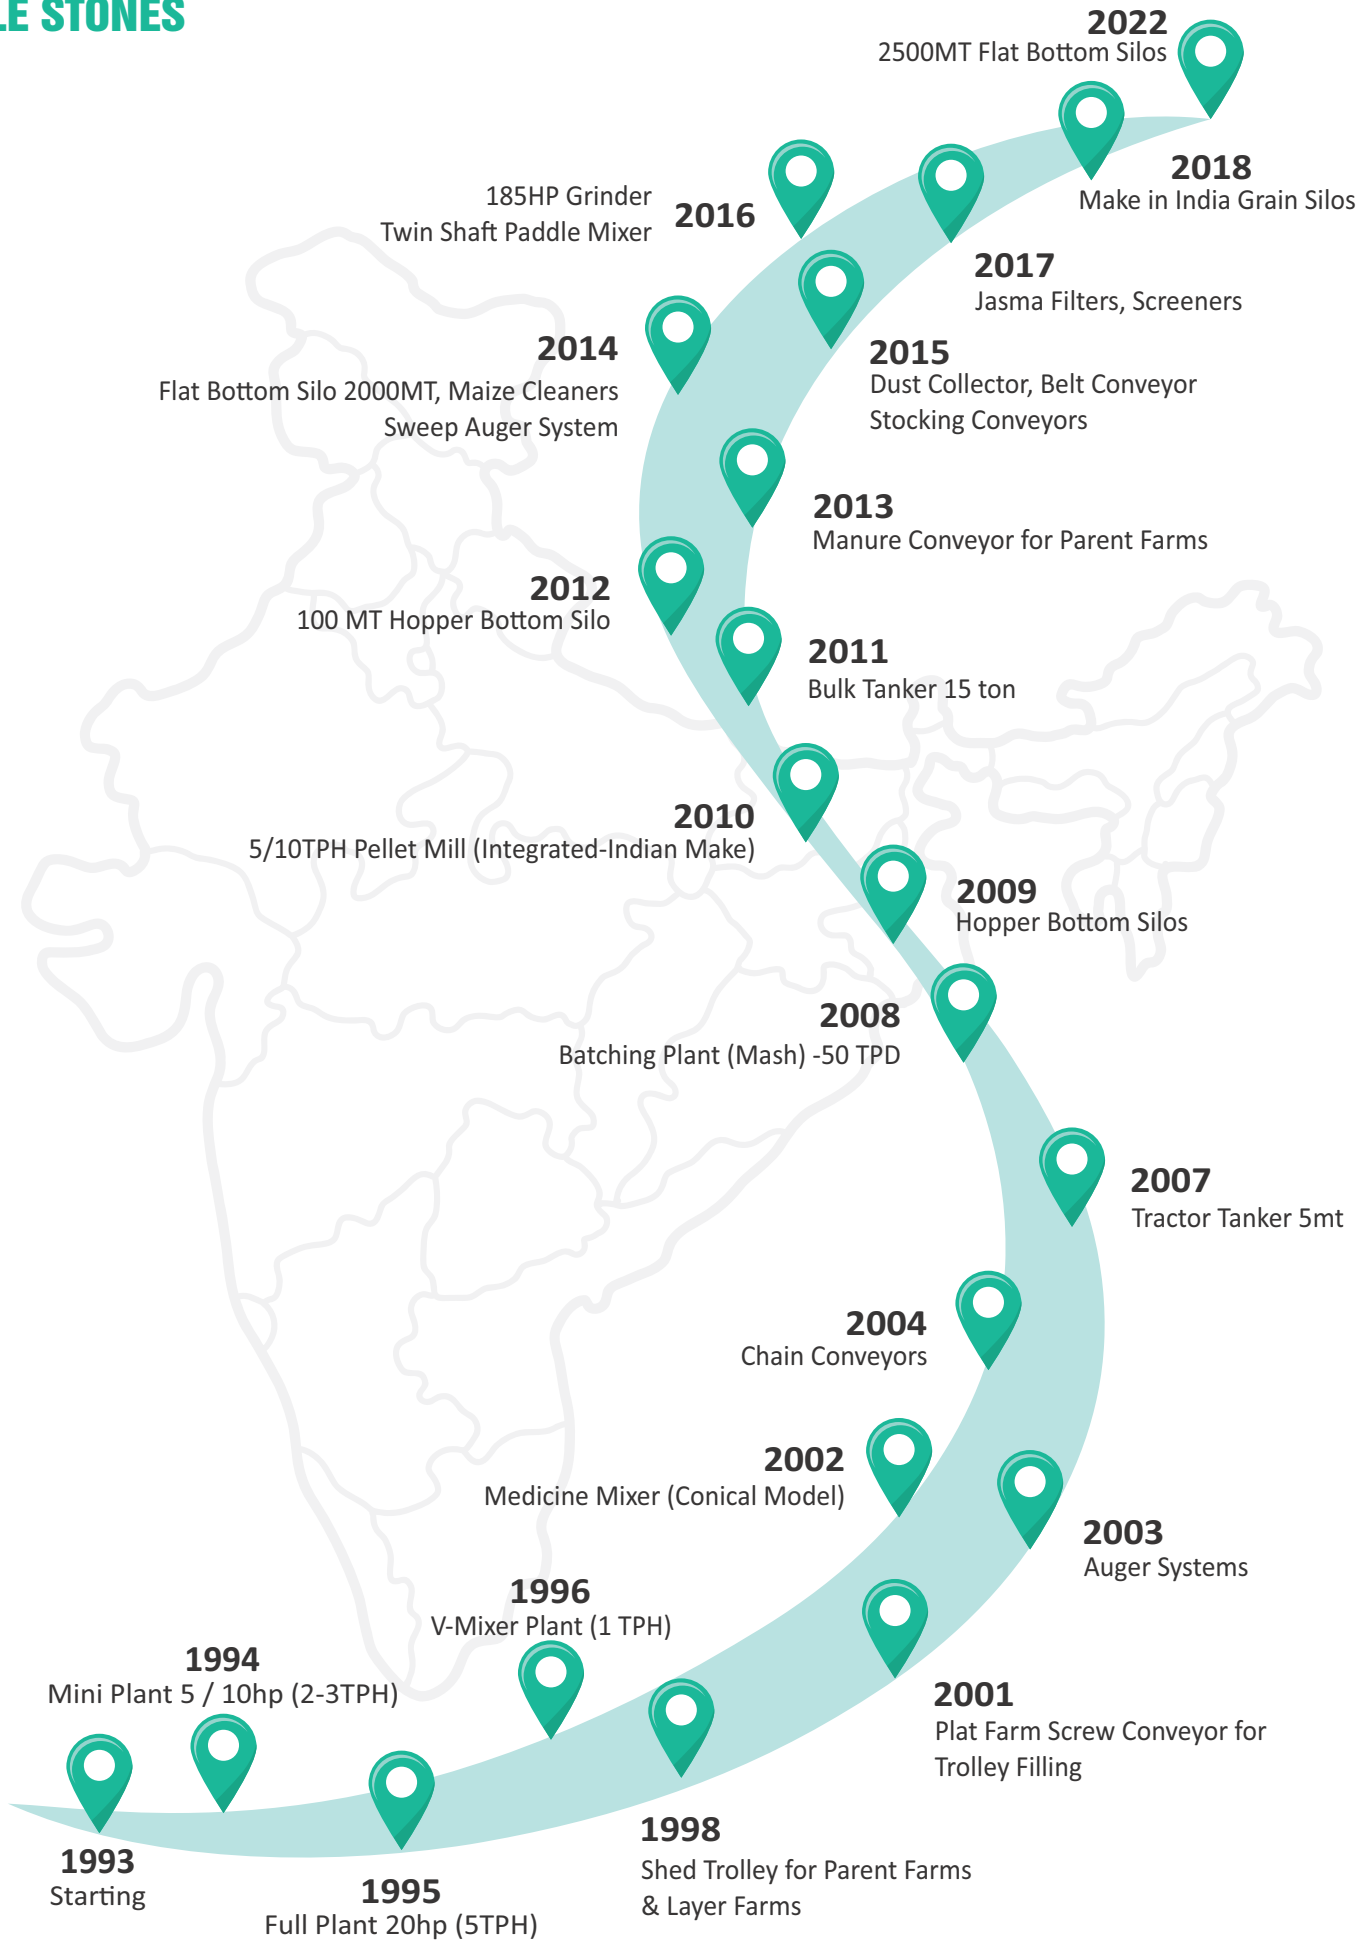 LE STONES
2022
2500MT Flat Bottom Silos
2018
Make in India Grain Silos
185HP Grinder
Twin Shaft Paddle Mixer
2016
2017
Jasma Filters, Screeners
2014
Flat Bottom Silo 2000MT, Maize Cleaners
Sweep Auger System
2015
Dust Collector, Belt Conveyor
Stocking Conveyors
2013
Manure Conveyor for Parent Farms
2012
100 MT Hopper Bottom Silo
2011
Bulk Tanker 15 ton
2010
5/10TPH Pellet Mill (Integrated-Indian Make)
2009
Hopper Bottom Silos
2008
Batching Plant (Mash) -50 TPD
2007
Tractor Tanker 5mt
2004
Chain Conveyors
2002
Medicine Mixer (Conical Model)
2003
Auger Systems
1996
V-Mixer Plant (1 TPH)
1994
Mini Plant 5 / 10hp (2-3TPH)
2001
Plat Farm Screw Conveyor for
Trolley Filling
1998
Shed Trolley for Parent Farms
& Layer Farms
1993
Starting
1995
Full Plant 20hp (5TPH)